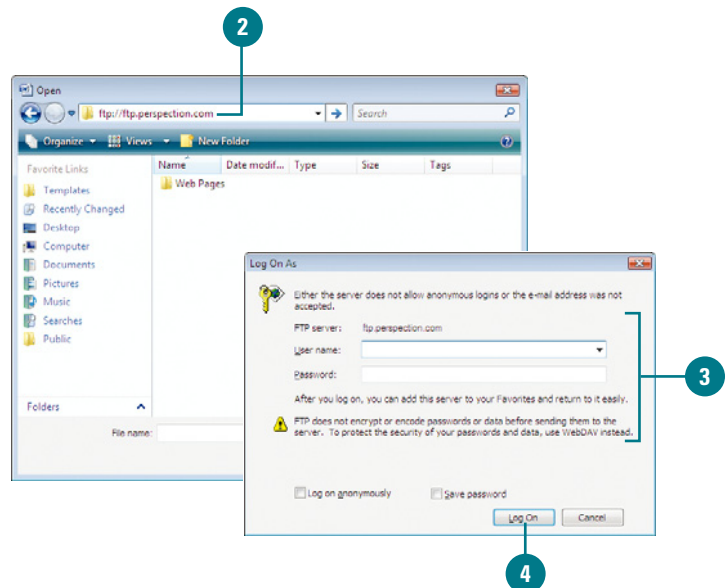 2
Open
ftp://ftp.perspection.com
Search
Organize Views New Folder
Favorite Links
Name Date modif... Type Size Tags
Templates
Recently Changed
Desktop
Computer
Documents
Pictures
Music
Searches
Public
Folders
File name:
Web Pages
Log On As
Either the server does not allow anonymous logins or the e-mail address was not
accepted.
FTP server: ftp.perspection.com
User name:
Password:
After you log on, you can add this server to your Favorites and return to it easily.
FTP does not encrypt or encode passwords or data before sending them to the
server. To protect the security of your passwords and data, use WebDAV instead.
Log on anonymously Save password
Log On Cancel
3
4